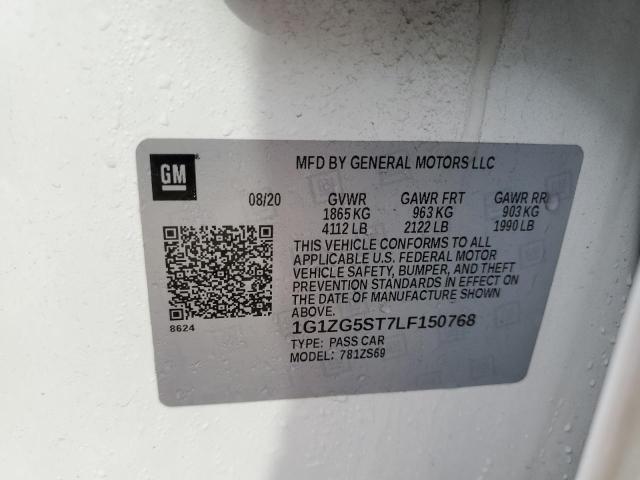 GM
MFD BY GENERAL MOTORS LLC
08/20 GVWR GAWR FRT GAWR RR
1865 KG 963 KG 903 KG
4112 LB 2122 LB 1990 LB
THIS VEHICLE CONFORMS TO ALL
APPLICABLE U.S. FEDERAL MOTOR
VEHICLE SAFETY, BUMPER, AND THEFT
PREVENTION STANDARDS IN EFFECT ON
THE DATE OF MANUFACTURE SHOWN
ABOVE.
8624
1G1ZG5ST7LF150768
TYPE: PASS CAR
MODEL: 781ZS69